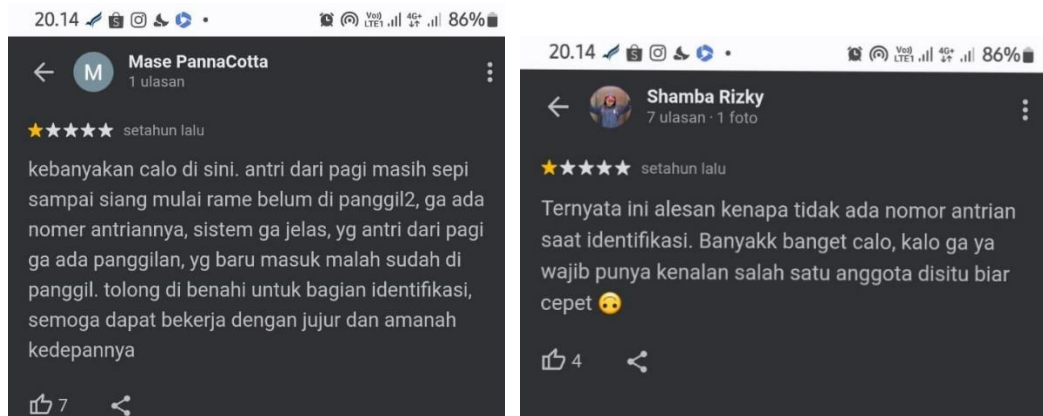 20.14
86%
Mase PannaCotta
1 ulasan
setahun lalu
kebanyakan calo di sini. antri dari pagi masih sepi
sampai siang mulai rame belum di panggil2, ga ada
nomer antriannya, sistem ga jelas, yg antri dari pagi
ga ada panggilan, yg baru masuk malah sudah di
panggil. tolong di benahi untuk bagian identifikasi,
semoga dapat bekerja dengan jujur dan amanah
kedepannya
7
20.14
86%
Shamba Rizky
7 ulasan · 1 foto
setahun lalu
Ternyata ini alesan kenapa tidak ada nomor antrian
saat identifikasi. Banyakk banget calo, kalo ga ya
wajib punya kenalan salah satu anggota disitu biar
cepet 🙃
4